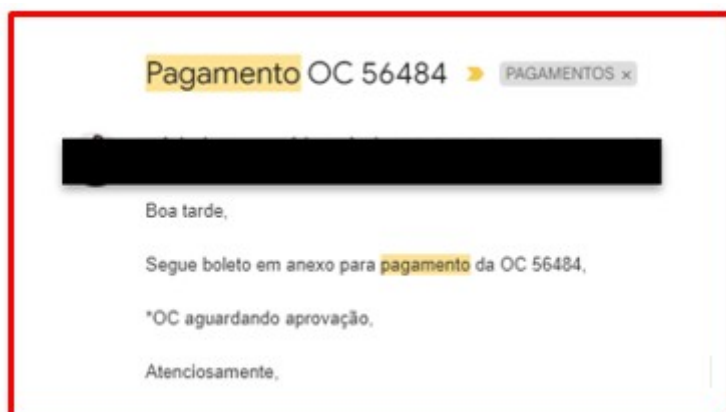 Pagamento OC 56484 PAGAMENTOS ×
Boa tarde,
Segue boleto em anexo para pagamento da OC 56484,
*OC aguardando aprovação,
Atenciosamente,